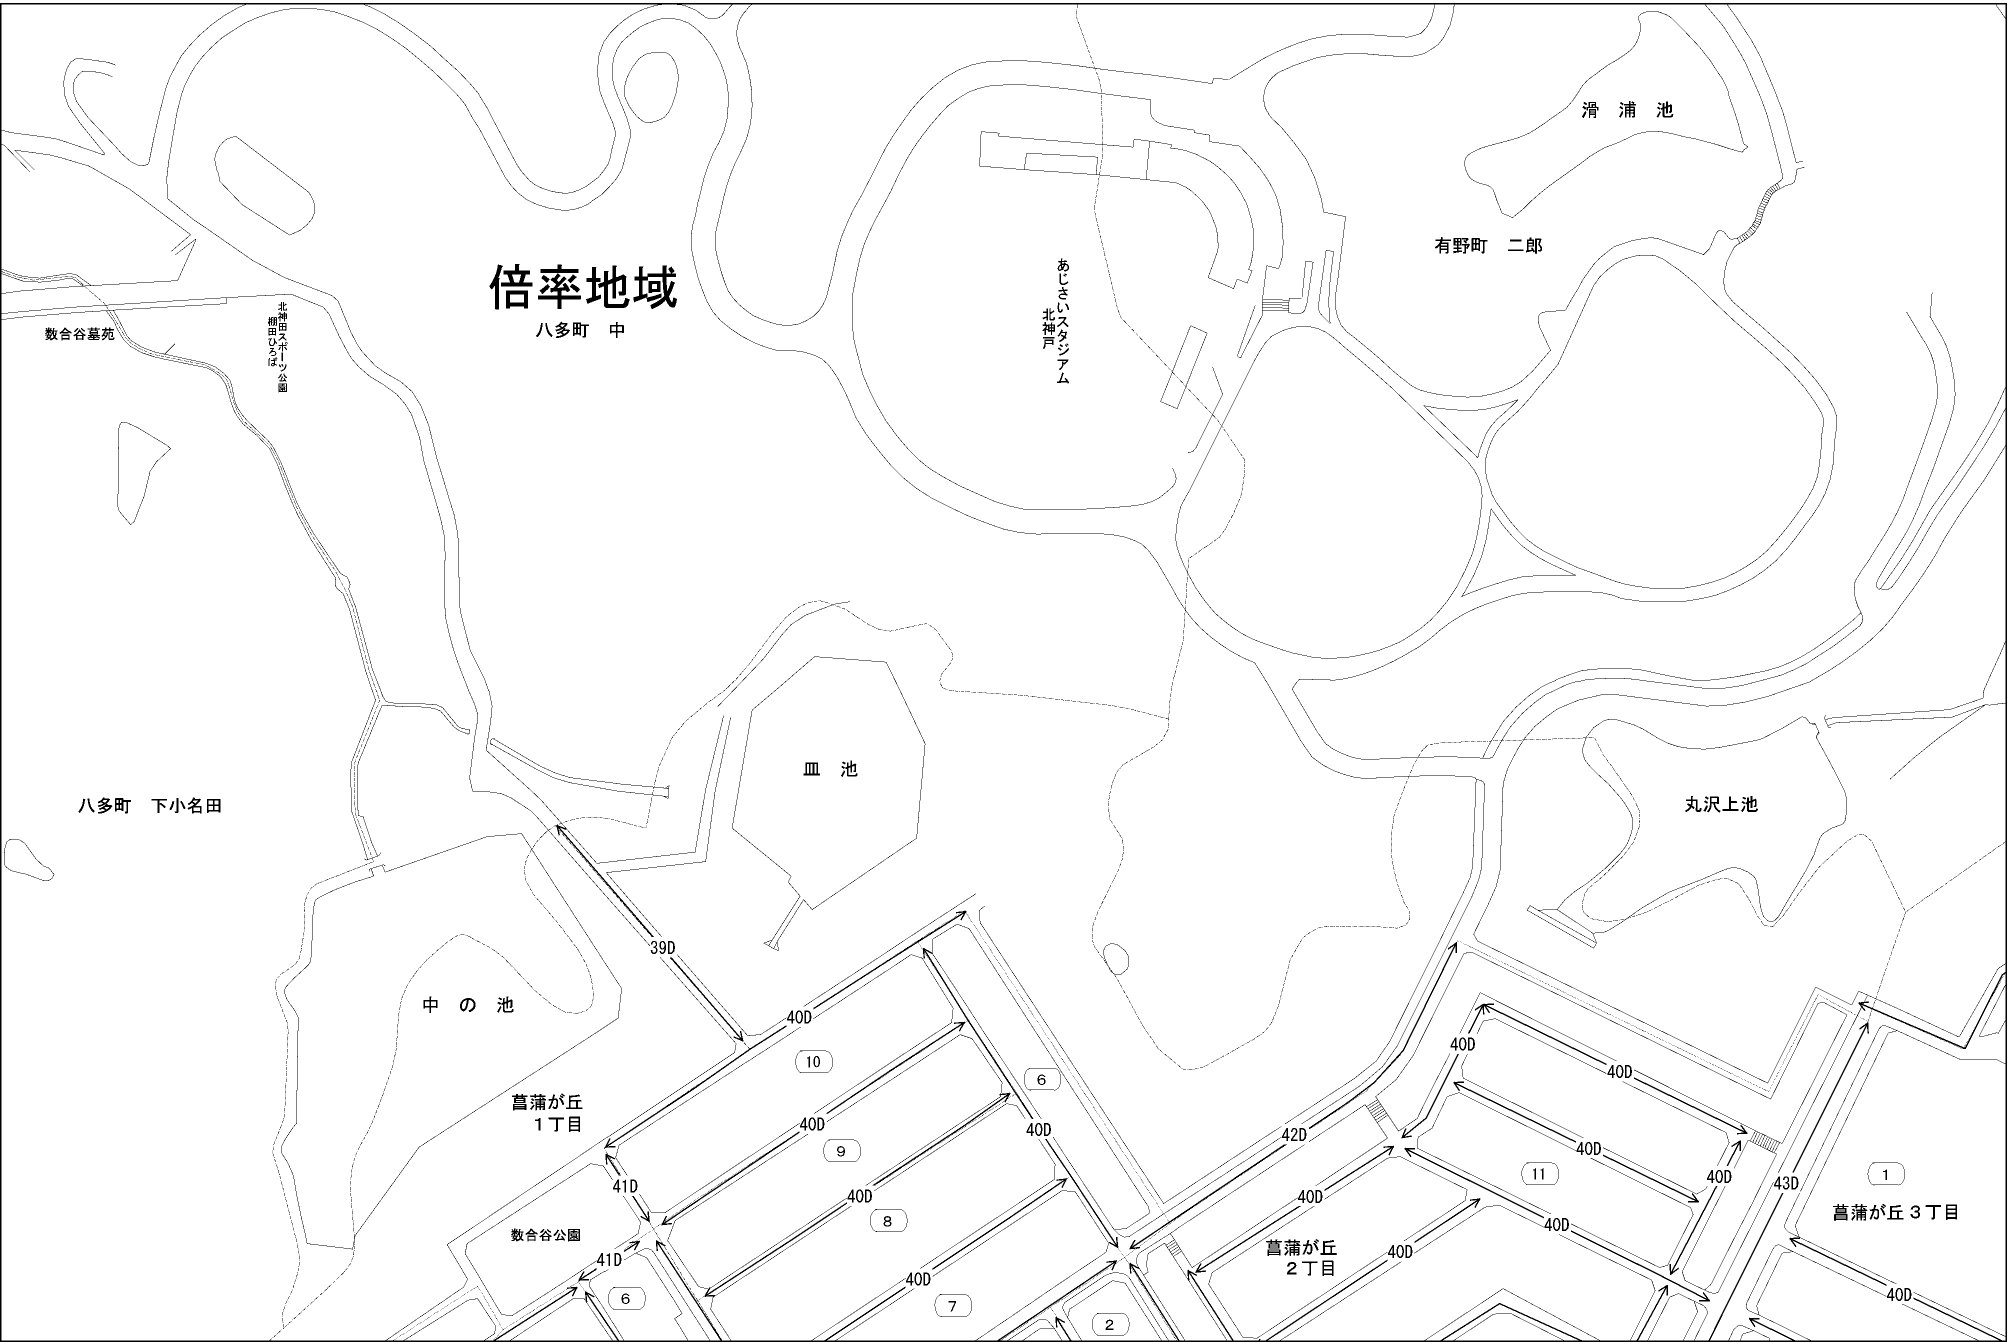 滑　浦　池
有野町　二郎
倍率地域
八多町　中
あじさいスタジアム
北神戸
北神田スポーツ公園
棚田ひろば
数合谷墓苑
皿　池
八多町　下小名田
丸沢上池
39D
中　の　池
40D
10
40D
40D
6
菖蒲が丘
１丁目
40D
40D
9
42D
40D
11
43D
1
40D
41D
40D
40D
菖蒲が丘３丁目
8
40D
数合谷公園
菖蒲が丘
２丁目
40D
41D
40D
40D
6
7
2